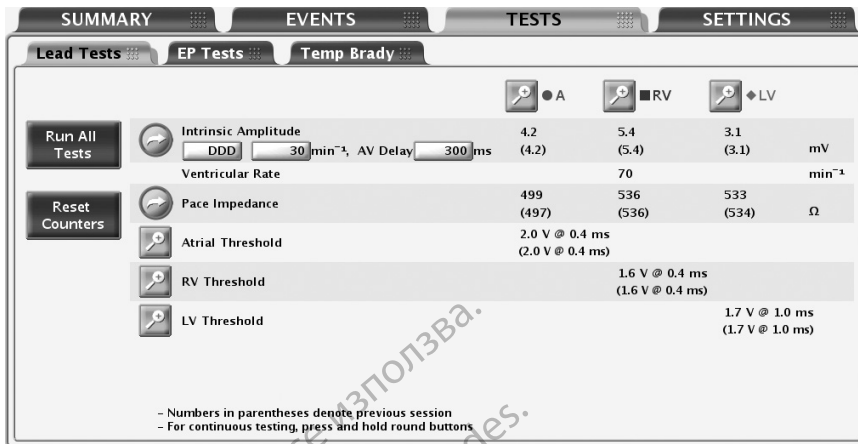 SUMMARY EVENTS TESTS SETTINGS
Lead Tests EP Tests Temp Brady
A RV LV
Run All Tests
Intrinsic Amplitude 4.2 5.4 3.1
DDD 30 min⁻¹, AV Delay 300 ms (4.2) (5.4) (3.1) mV
Ventricular Rate 70 min⁻¹
Reset Counters
Pace Impedance 499 536 533
(497) (536) (534) Ω
Atrial Threshold 2.0 V @ 0.4 ms
(2.0 V @ 0.4 ms)
RV Threshold 1.6 V @ 0.4 ms
(1.6 V @ 0.4 ms)
LV Threshold 1.7 V @ 1.0 ms
(1.7 V @ 1.0 ms)
– Numbers in parentheses denote previous session
– For continuous testing, press and hold round buttons